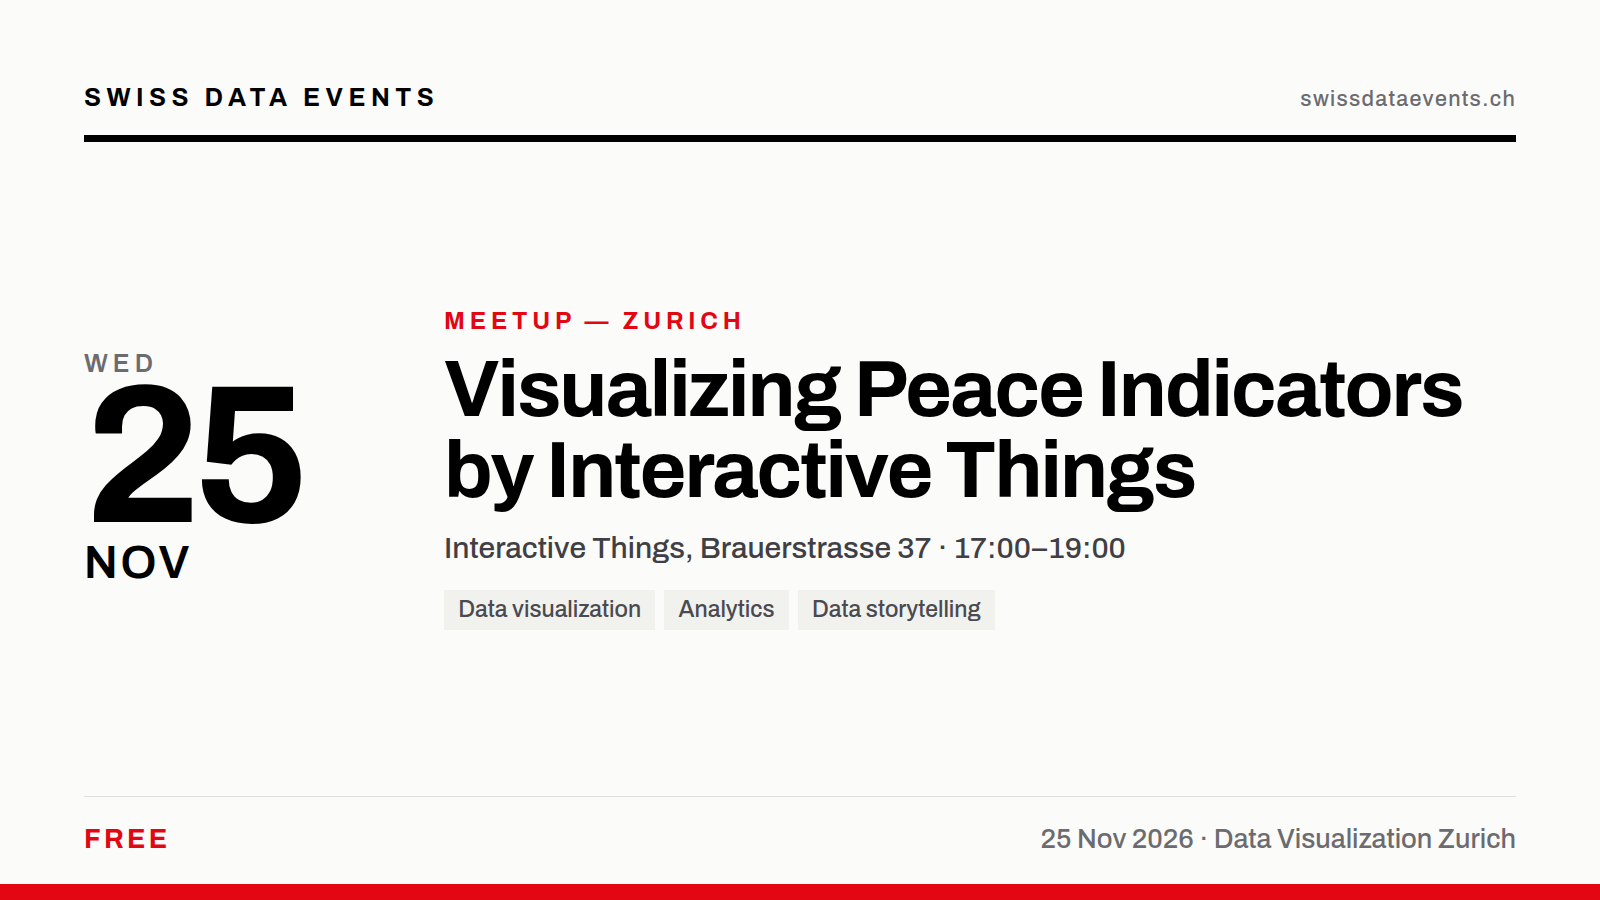 SWISS DATA EVENTS
swissdataevents.ch
WED
25
NOV
MEETUP — ZURICH
Visualizing Peace Indicators
by Interactive Things
Interactive Things, Brauerstrasse 37 · 17:00–19:00
Data visualization
Analytics
Data storytelling
FREE
25 Nov 2026 · Data Visualization Zurich